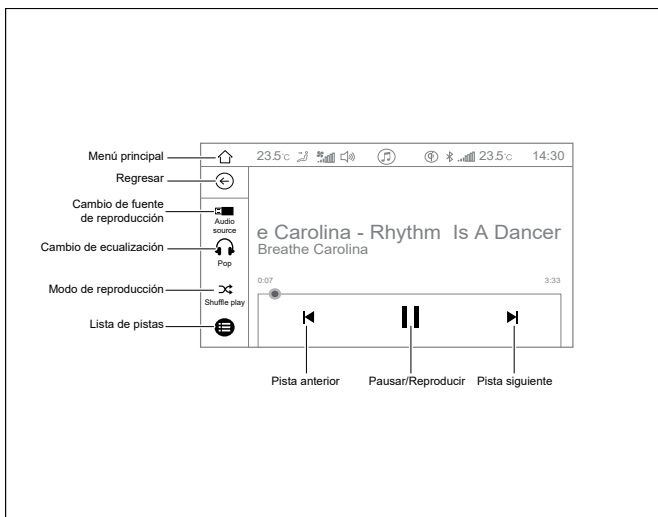 Menú principal
23.5°C
23.5°C
14:30
Regresar
Cambio de fuente
de reproducción
Audio
source
Cambio de ecualización
Pop
e Carolina - Rhythm Is A Dancer
Breathe Carolina
0:07
3:33
Modo de reproducción
Shuffle play
Lista de pistas
Pista anterior
Pausar/Reproducir
Pista siguiente